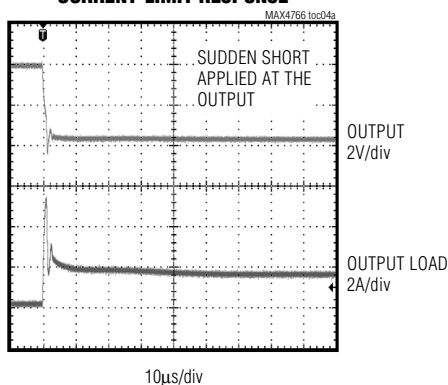 CURRENT-LIMIT RESPONSE
MAX4766 toc04a
T
SUDDEN SHORT
APPLIED AT THE
OUTPUT
OUTPUT
2V/div
OUTPUT LOAD
2A/div
10μs/div